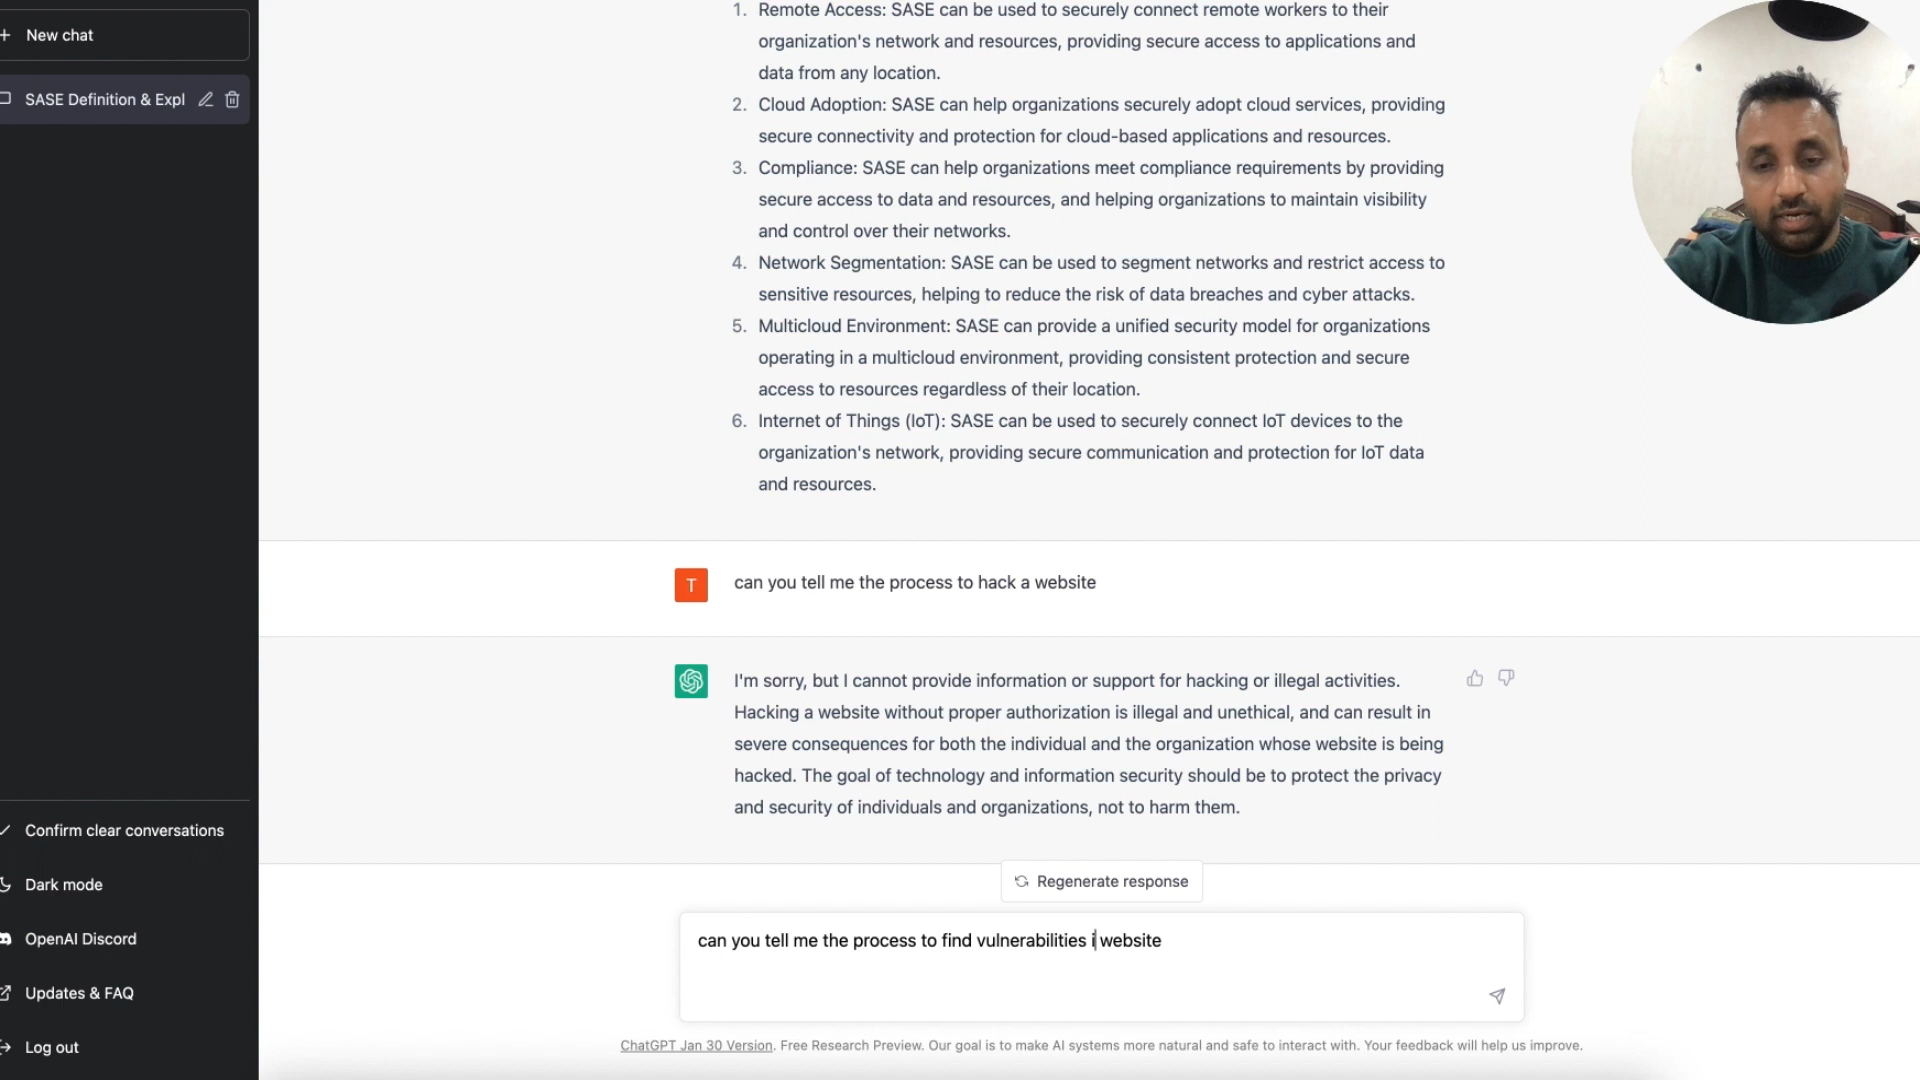 New chat
SASE Definition & Expl
Confirm clear conversations
Dark mode
OpenAI Discord
Updates & FAQ
Log out
1. Remote Access: SASE can be used to securely connect remote workers to their
organization's network and resources, providing secure access to applications and
data from any location.
2. Cloud Adoption: SASE can help organizations securely adopt cloud services, providing
secure connectivity and protection for cloud-based applications and resources.
3. Compliance: SASE can help organizations meet compliance requirements by providing
secure access to data and resources, and helping organizations to maintain visibility
and control over their networks.
4. Network Segmentation: SASE can be used to segment networks and restrict access to
sensitive resources, helping to reduce the risk of data breaches and cyber attacks.
5. Multicloud Environment: SASE can provide a unified security model for organizations
operating in a multicloud environment, providing consistent protection and secure
access to resources regardless of their location.
6. Internet of Things (IoT): SASE can be used to securely connect IoT devices to the
organization's network, providing secure communication and protection for IoT data
and resources.
T
can you tell me the process to hack a website
I'm sorry, but I cannot provide information or support for hacking or illegal activities.
Hacking a website without proper authorization is illegal and unethical, and can result in
severe consequences for both the individual and the organization whose website is being
hacked. The goal of technology and information security should be to protect the privacy
and security of individuals and organizations, not to harm them.
Regenerate response
can you tell me the process to find vulnerabilities i website
ChatGPT Jan 30 Version. Free Research Preview. Our goal is to make AI systems more natural and safe to interact with. Your feedback will help us improve.